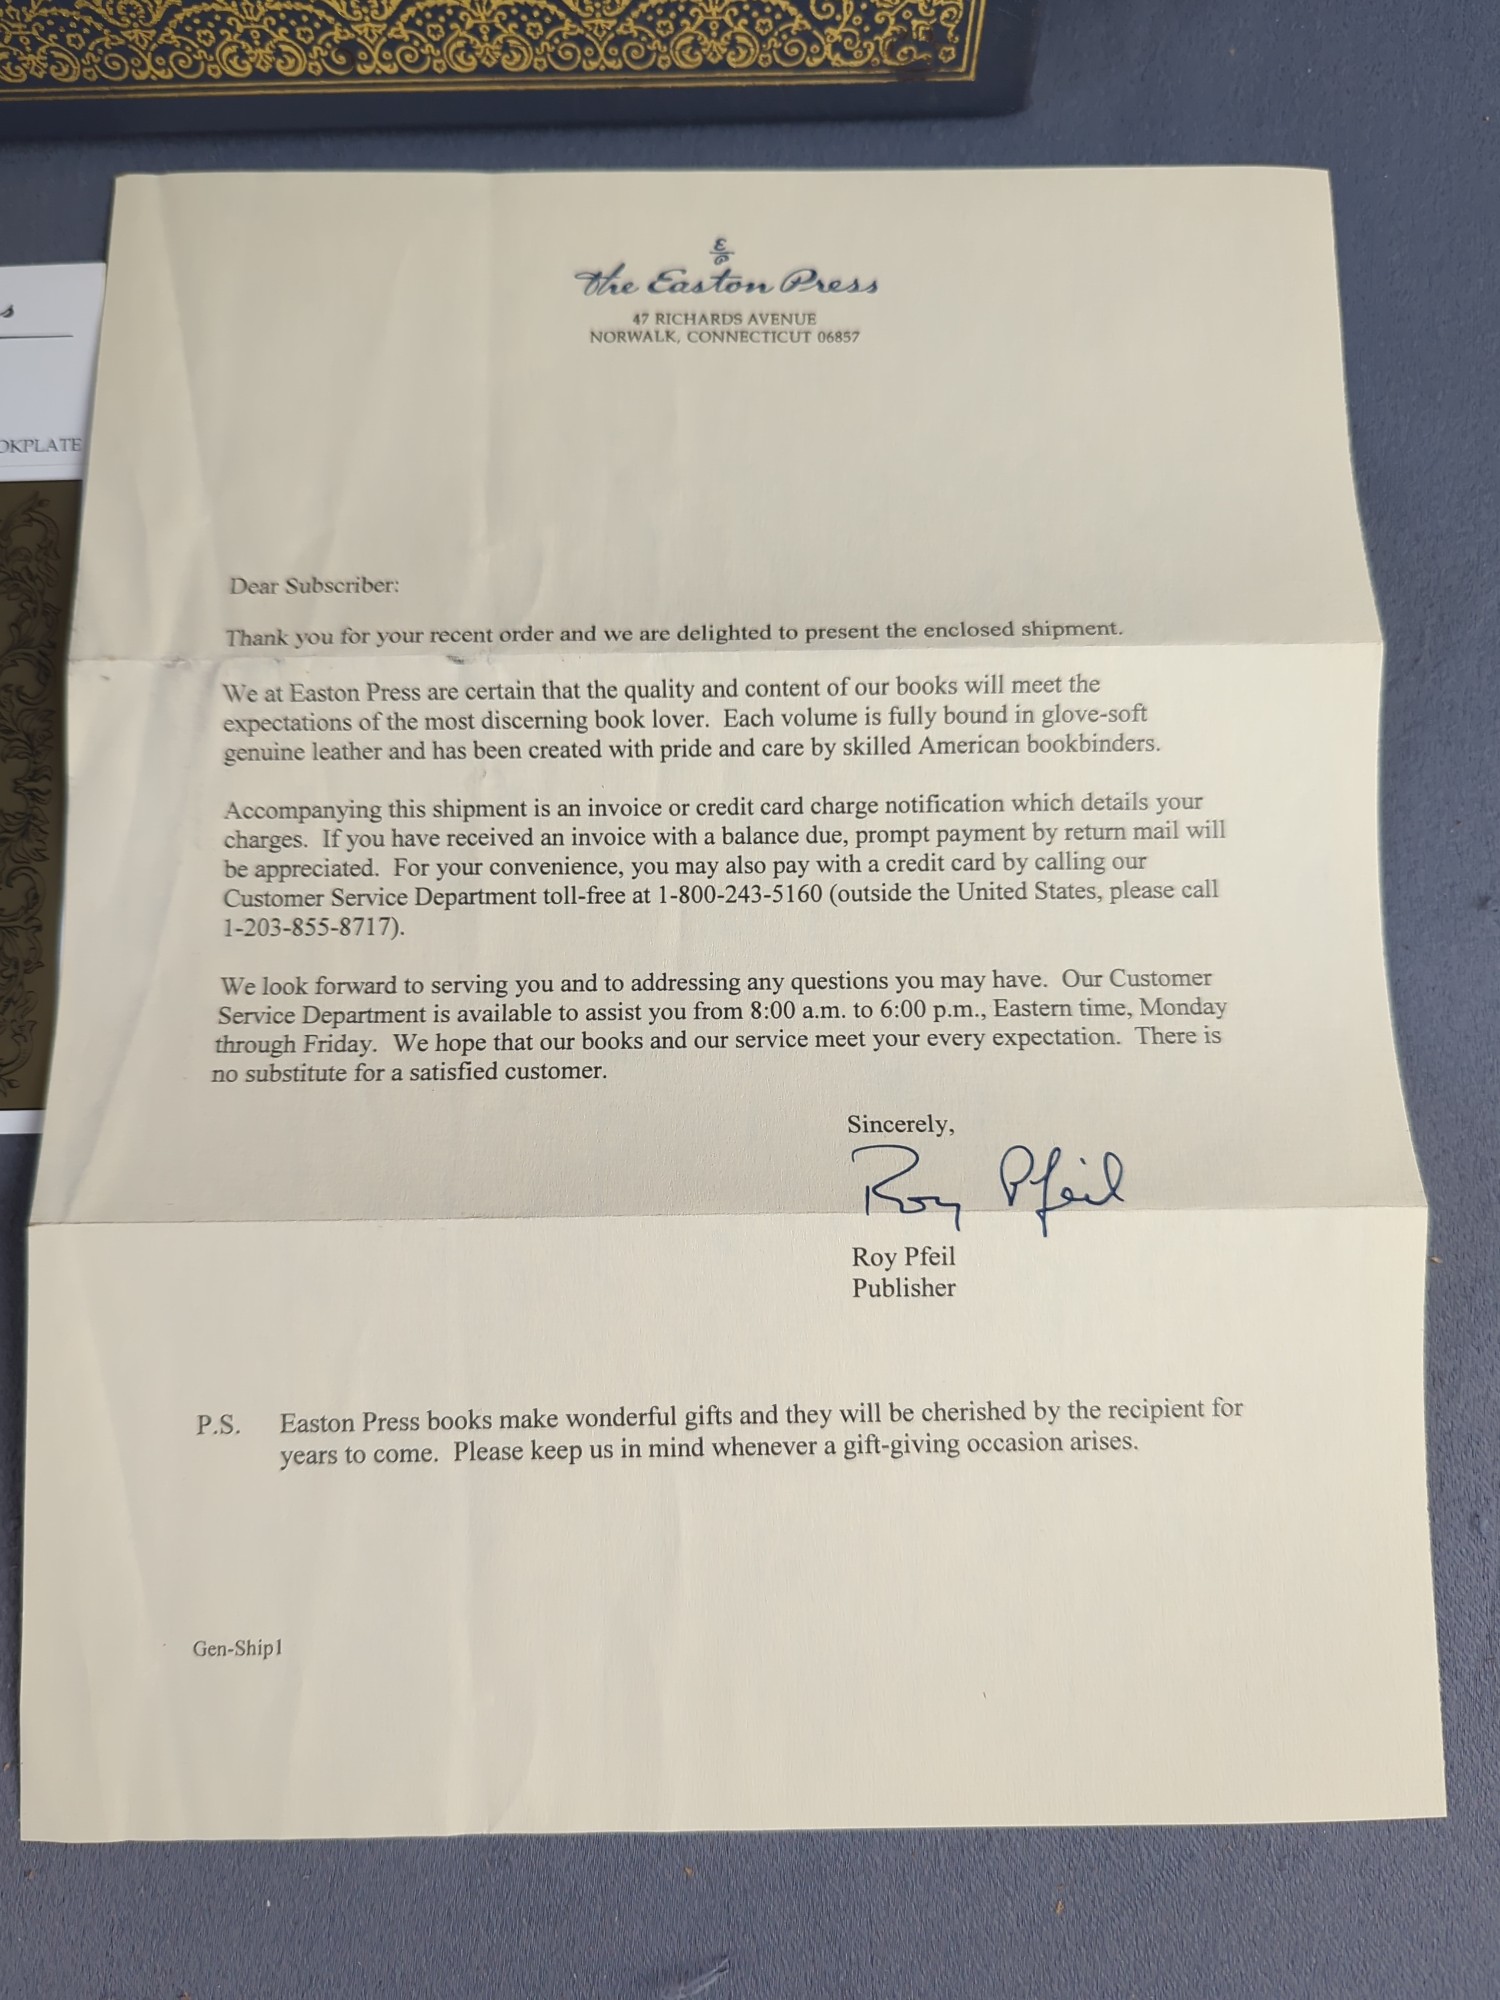 The Easton Press
47 RICHARDS AVENUE
NORWALK, CONNECTICUT 06857
Dear Subscriber:
Thank you for your recent order and we are delighted to present the enclosed shipment.
We at Easton Press are certain that the quality and content of our books will meet the
expectations of the most discerning book lover. Each volume is fully bound in glove-soft
genuine leather and has been created with pride and care by skilled American bookbinders.
Accompanying this shipment is an invoice or credit card charge notification which details your
charges. If you have received an invoice with a balance due, prompt payment by return mail will
be appreciated. For your convenience, you may also pay with a credit card by calling our
Customer Service Department toll-free at 1-800-243-5160 (outside the United States, please call
1-203-855-8717).
We look forward to serving you and to addressing any questions you may have. Our Customer
Service Department is available to assist you from 8:00 a.m. to 6:00 p.m., Eastern time, Monday
through Friday. We hope that our books and our service meet your every expectation. There is
no substitute for a satisfied customer.
Sincerely,
Roy Pfeil
Roy Pfeil
Publisher
P.S. Easton Press books make wonderful gifts and they will be cherished by the recipient for
years to come. Please keep us in mind whenever a gift-giving occasion arises.
Gen-Ship1